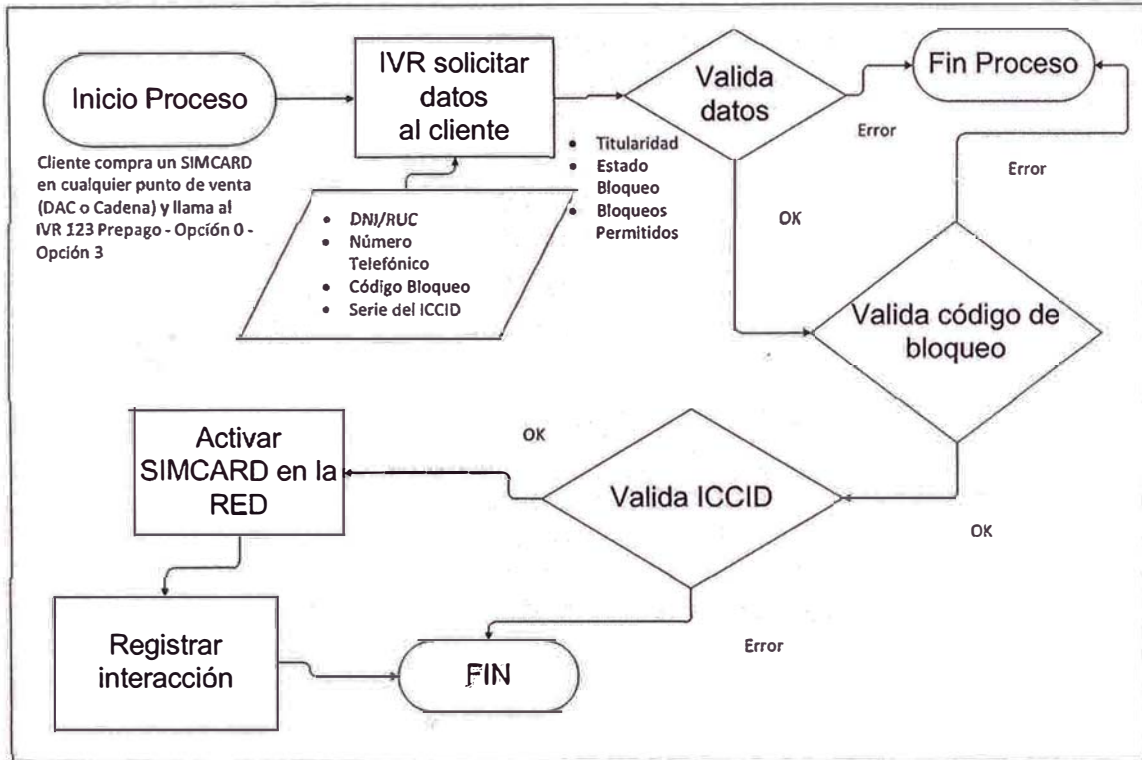 Inicio Proceso
Cliente compra un SIMCARD
en cualquier punto de venta
(DAC o Cadena) y llama al
IVR 123 Prepago - Opción 0 -
Opción 3
IVR solicitar
datos
al cliente
• DNI/RUC
• Número
Telefónico
• Código Bloqueo
• Serie del ICCID
Valida
datos
• Titularidad
• Estado
Bloqueo
• Bloqueos
Permitidos
Error
OK
Fin Proceso
Error
Valida código de
bloqueo
OK
Valida ICCID
OK
Error
Activar
SIMCARD en la
RED
Registrar
interacción
FIN